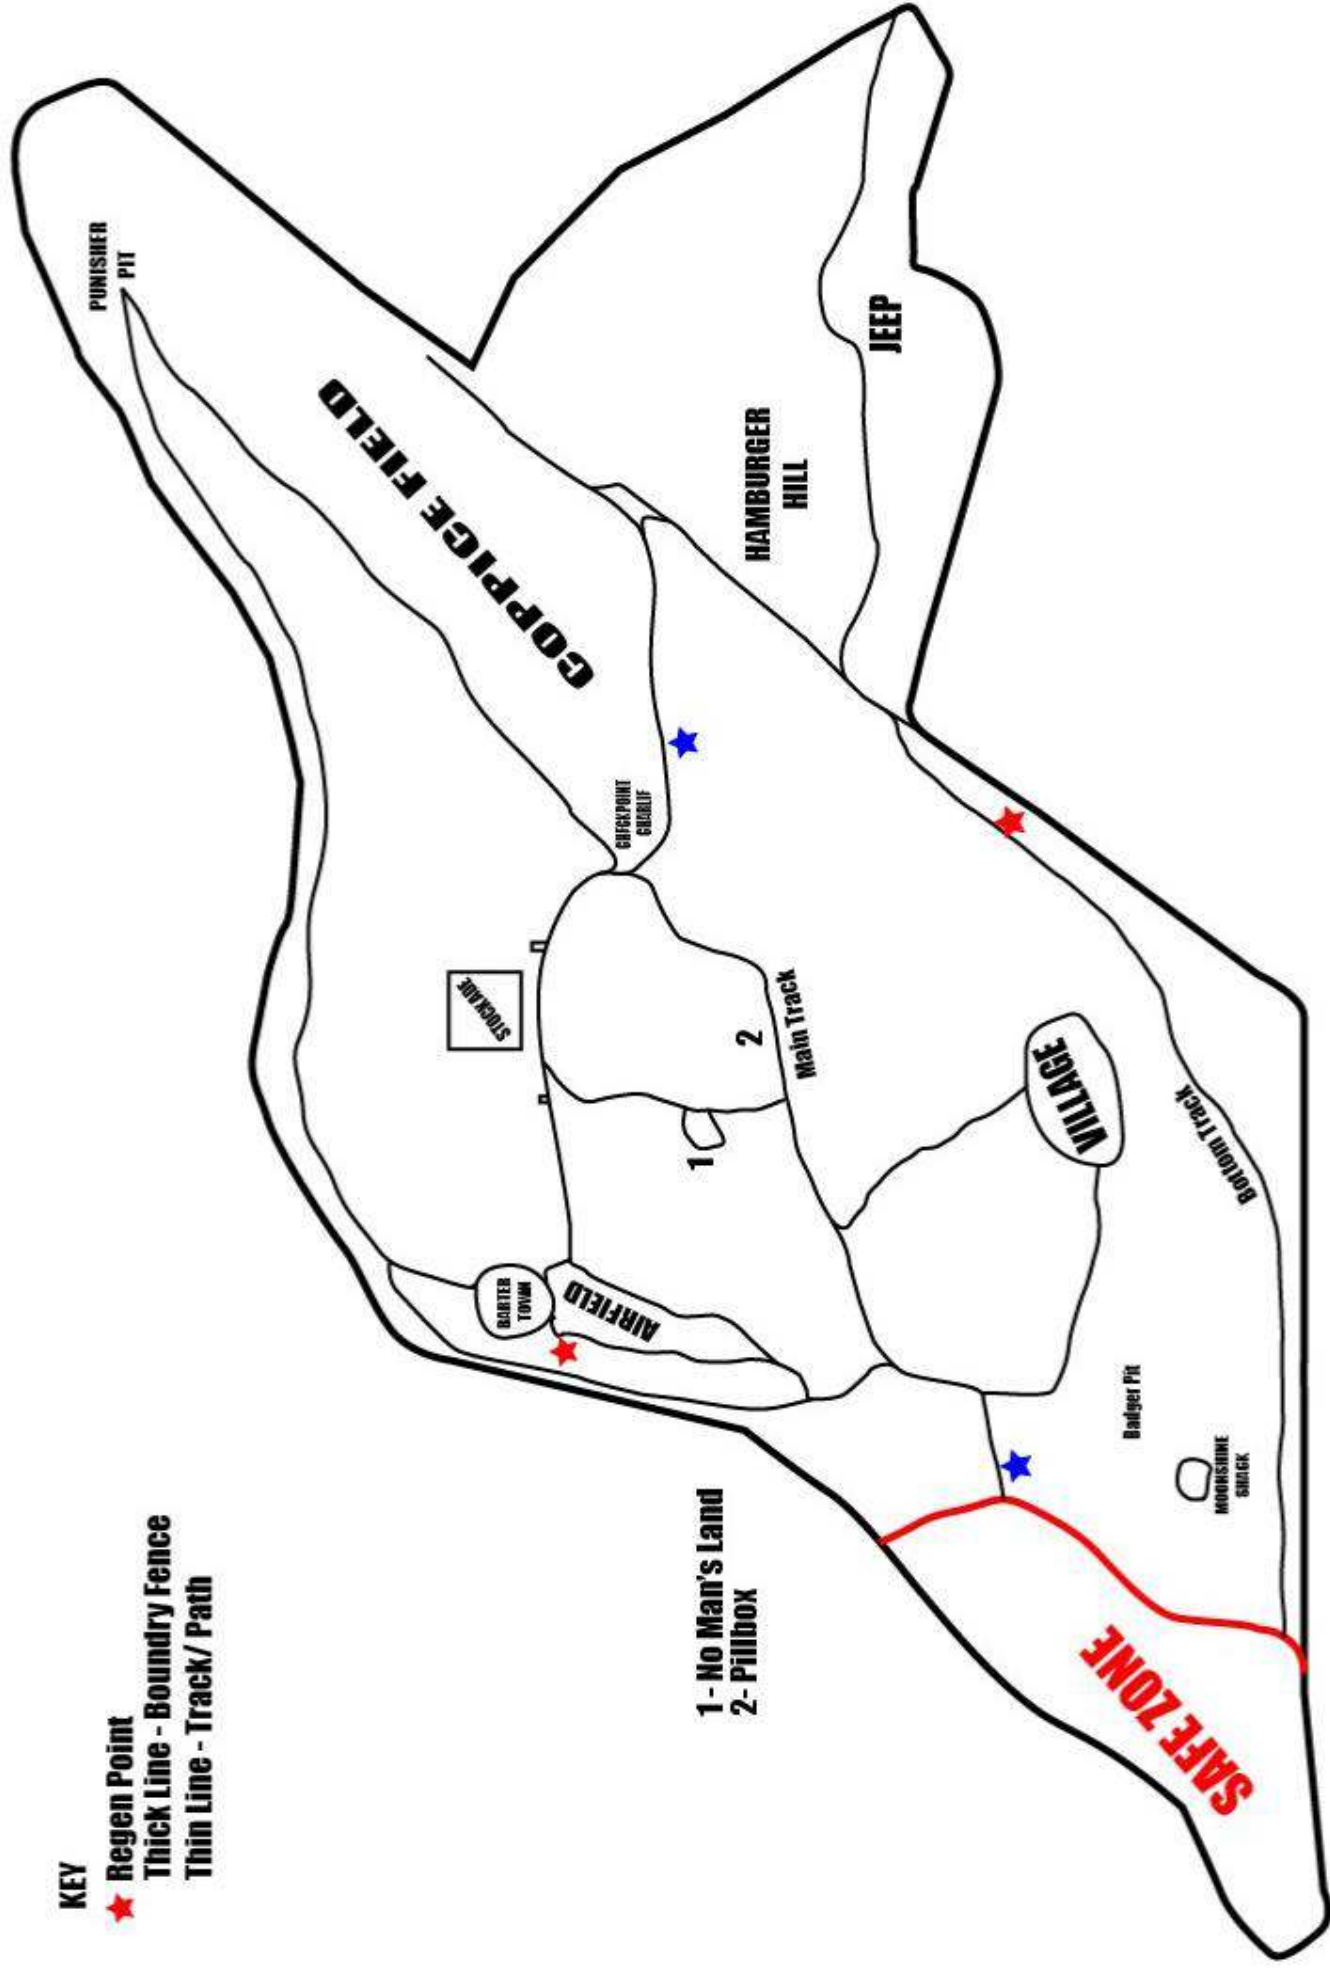 KEY
Regen Point
Thick Line - Boundry Fence
Thin Line - Track/ Path
1 - No Man's Land
2- Pillbox
SAFE ZONE
BARTER
TOWN
AIRFIELD
STOCKADE
1
2
Main Track
CHECKPOINT
CHARLIE
COPPICE FIELD
PUNISHER
PIT
HAMBURGER
HILL
JEEP
VILLAGE
Bottom Track
Badger Pit
MOONSHINE
SHACK